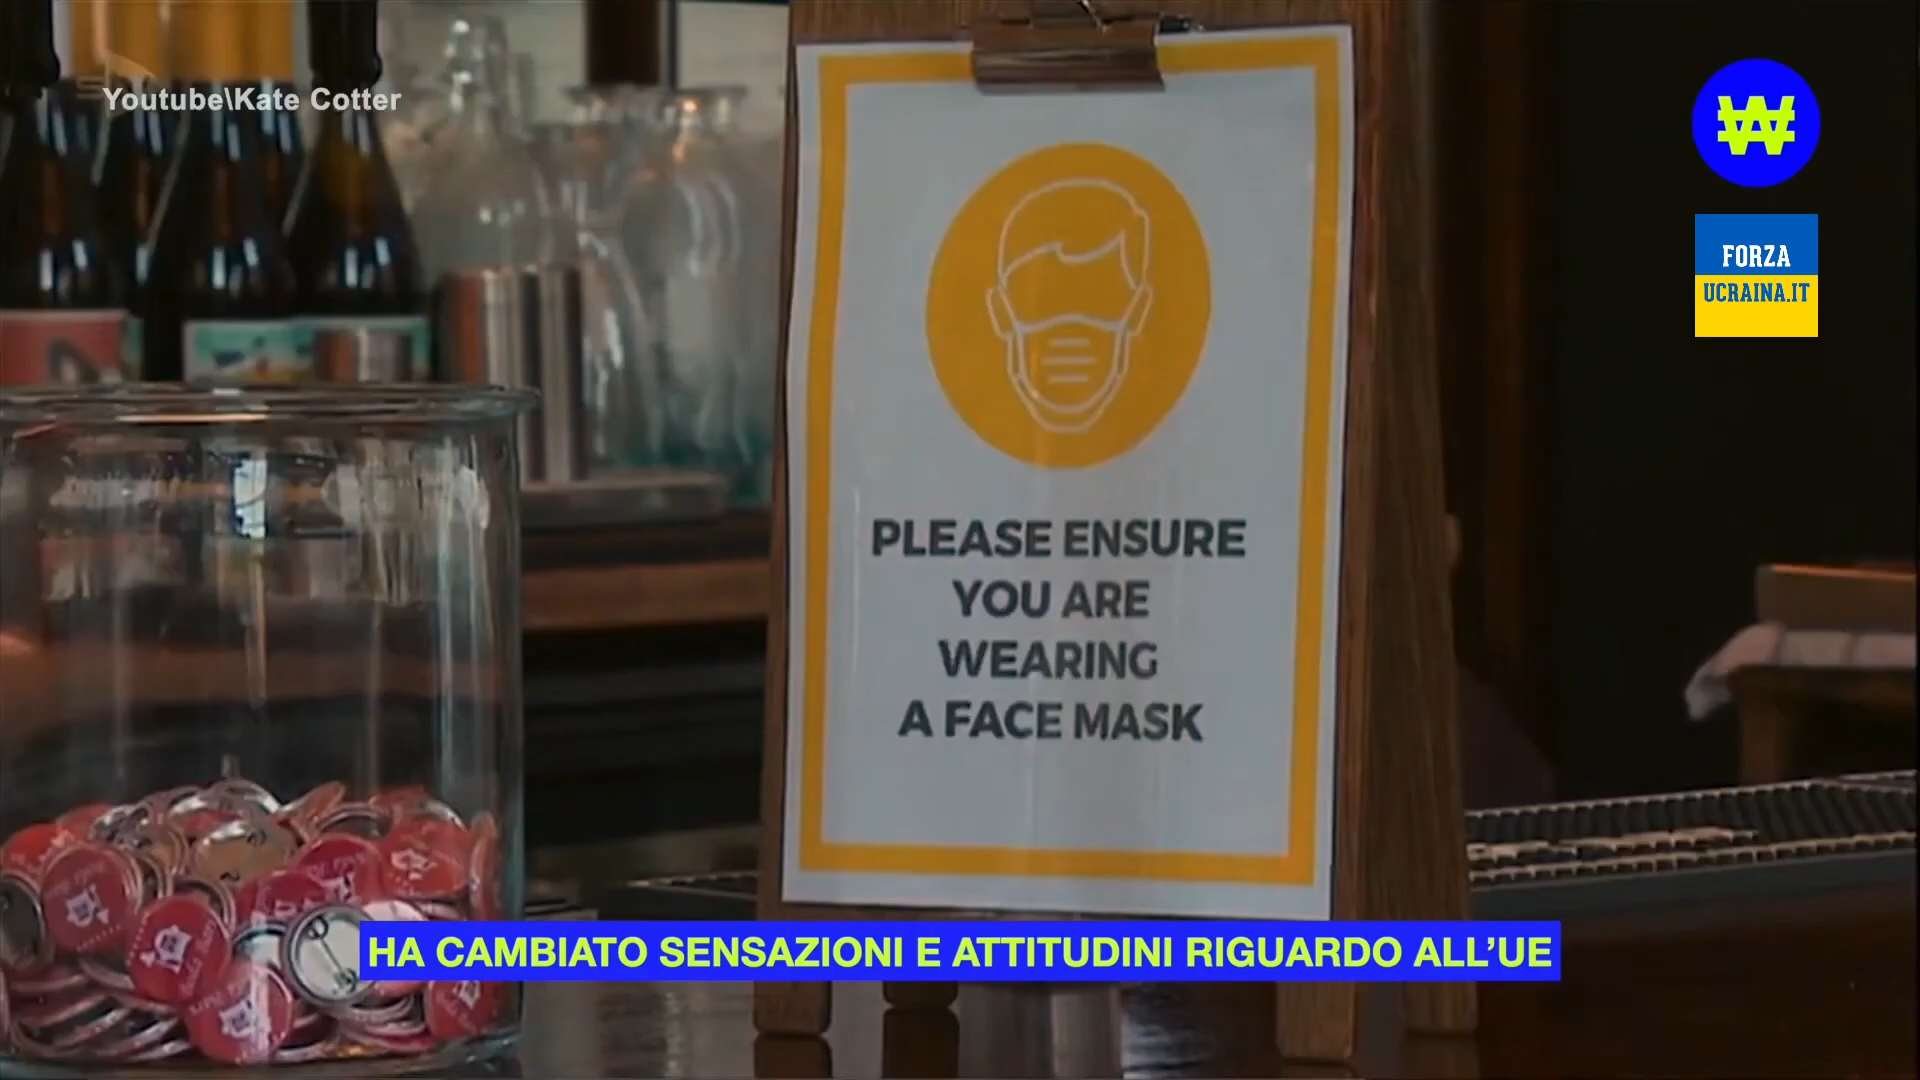 Youtube\Kate Cotter
₩
FORZA
UCRAINA.IT
PLEASE ENSURE
YOU ARE
WEARING
A FACE MASK
HA CAMBIATO SENSAZIONI E ATTITUDINI RIGUARDO ALL’UE